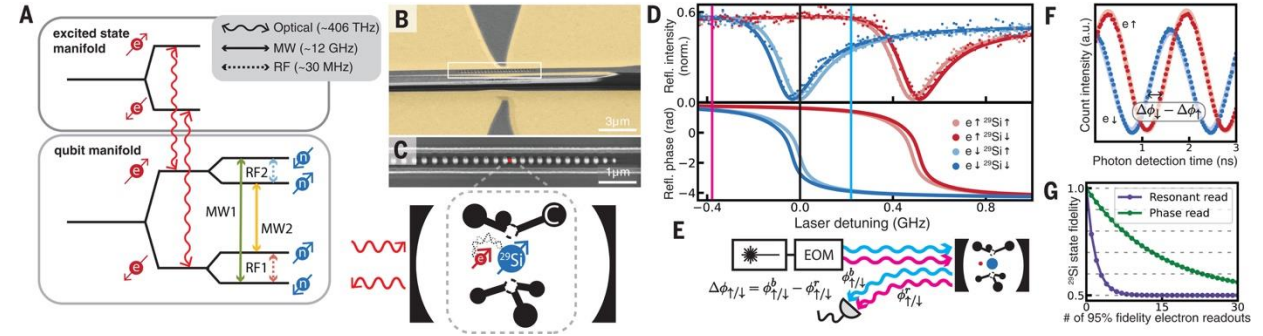 A
excited state
manifold
e
e
Optical (~406 THz)
MW (~12 GHz)
RF (~30 MHz)
qubit manifold
e
e
MW1
MW2
RF2
RF1
n
n
n
n
B
3μm
C
1μm
e
29Si
C
D
Refl. intensity
(norm.)
0.6
0.0
Refl. phase (rad)
0
−2
−4
e↑ 29Si↑
e↑ 29Si↓
e↓ 29Si↑
e↓ 29Si↓
−0.4 0.0 0.4 0.8
Laser detuning (GHz)
E
EOM
Δϕ↑/↓ = ϕᵇ↑/↓ − ϕʳ↑/↓
ϕᵇ↑/↓
ϕʳ↑/↓
F
Count intensity (a.u.)
e↑
e↓
Δϕ↓ − Δϕ↑
0 1 2 3
Photon detection time (ns)
G
29Si state fidelity
1.0
0.5
Resonant read
Phase read
0 15 30
# of 95% fidelity electron readouts